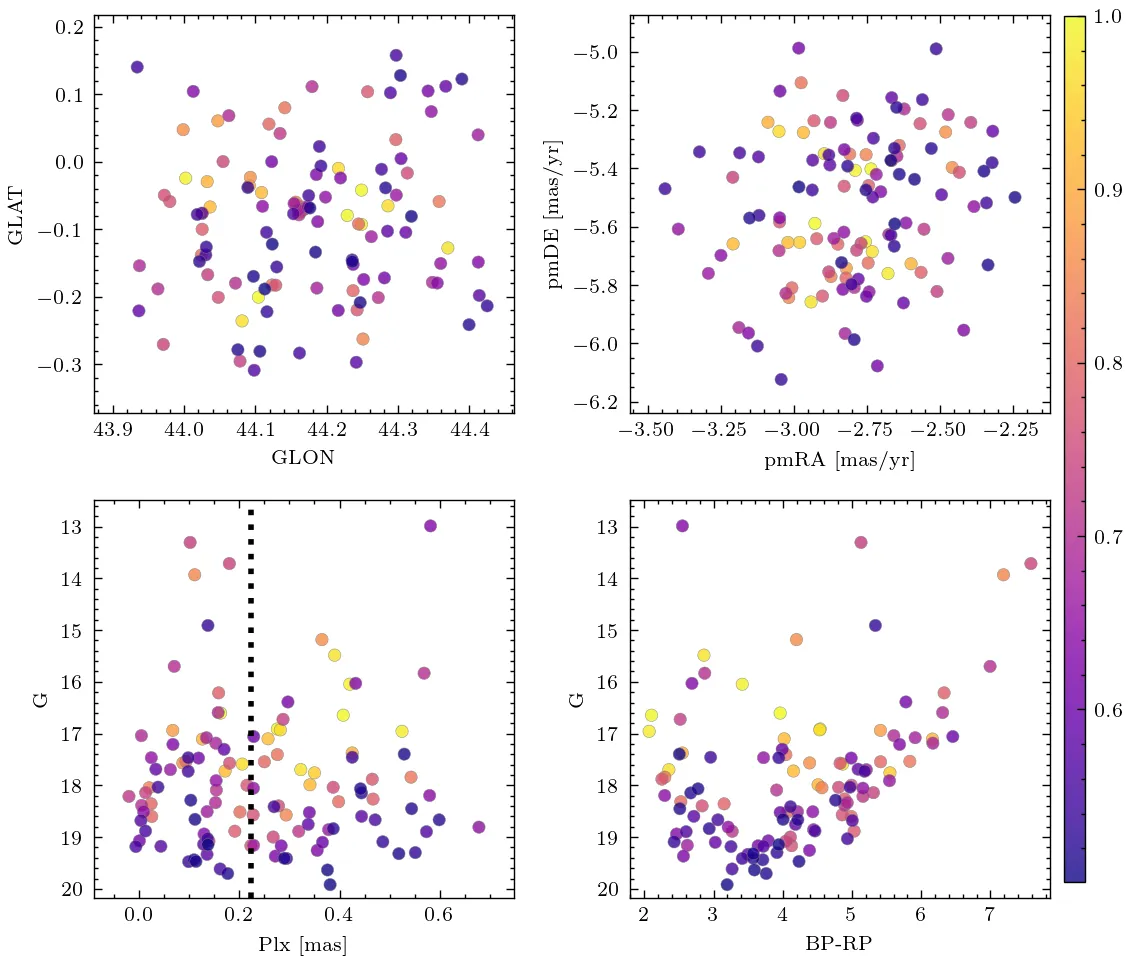 0.2
0.1
0.0
−0.1
−0.2
−0.3
GLAT
43.9 44.0 44.1 44.2 44.3 44.4
GLON
−5.0
−5.2
−5.4
−5.6
−5.8
−6.0
−6.2
pmDE [mas/yr]
−3.50 −3.25 −3.00 −2.75 −2.50 −2.25
pmRA [mas/yr]
1.0
0.9
0.8
0.7
0.6
13
14
15
16
17
18
19
20
G
0.0 0.2 0.4 0.6
Plx [mas]
13
14
15
16
17
18
19
20
G
2 3 4 5 6 7
BP-RP